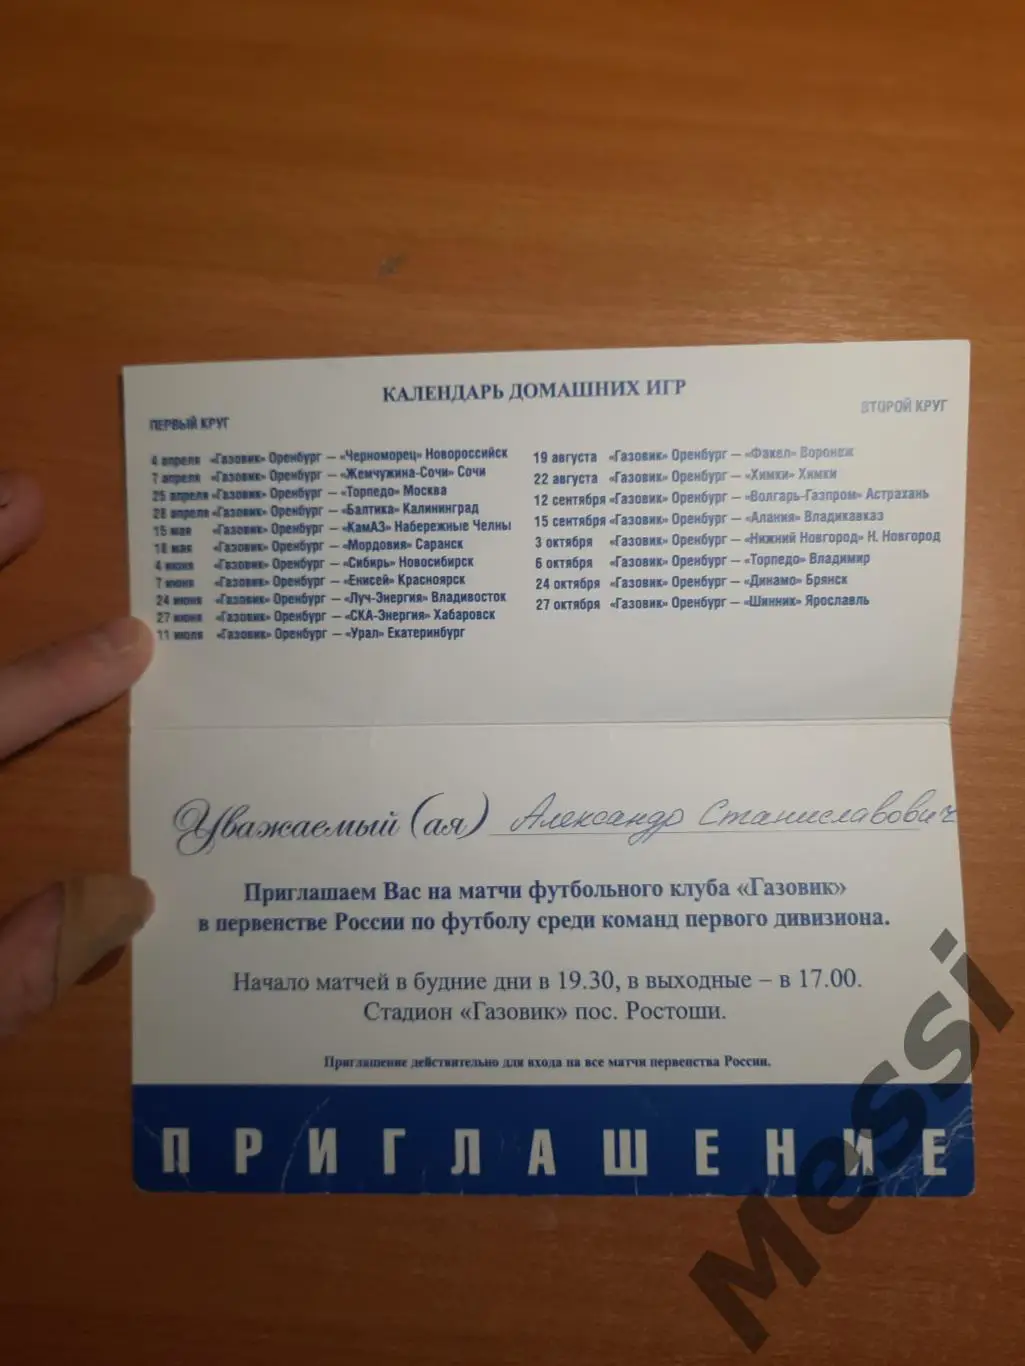 КАЛЕНДАРЬ ДОМАШНИХ ИГР
ПЕРВЫЙ КРУГ
4 апреля «Газовик» Оренбург — «Черноморец» Новороссийск
7 апреля «Газовик» Оренбург — «Жемчужина-Сочи» Сочи
25 апреля «Газовик» Оренбург — «Торпедо» Москва
28 апреля «Газовик» Оренбург — «Балтика» Калининград
15 мая «Газовик» Оренбург — «КамАЗ» Набережные Челны
18 мая «Газовик» Оренбург — «Мордовия» Саранск
4 июня «Газовик» Оренбург — «Сибирь» Новосибирск
7 июня «Газовик» Оренбург — «Енисей» Красноярск
24 июня «Газовик» Оренбург — «Луч-Энергия» Владивосток
27 июня «Газовик» Оренбург — «СКА-Энергия» Хабаровск
11 июля «Газовик» Оренбург — «Урал» Екатеринбург
ВТОРОЙ КРУГ
19 августа «Газовик» Оренбург — «Факел» Воронеж
22 августа «Газовик» Оренбург — «Химки» Химки
12 сентября «Газовик» Оренбург — «Волгарь-Газпром» Астрахань
15 сентября «Газовик» Оренбург — «Алания» Владикавказ
3 октября «Газовик» Оренбург — «Нижний Новгород» Н. Новгород
6 октября «Газовик» Оренбург — «Торпедо» Владимир
24 октября «Газовик» Оренбург — «Динамо» Брянск
27 октября «Газовик» Оренбург — «Шинник» Ярославль
Уважаемый (ая) Александр Станиславович
Приглашаем Вас на матчи футбольного клуба «Газовик»
в первенстве России по футболу среди команд первого дивизиона.
Начало матчей в будние дни в 19.30, в выходные – в 17.00.
Стадион «Газовик» пос. Ростоши.
Приглашение действительно для входа на все матчи первенства России.
ПРИГЛАШЕНИЕ
Messi